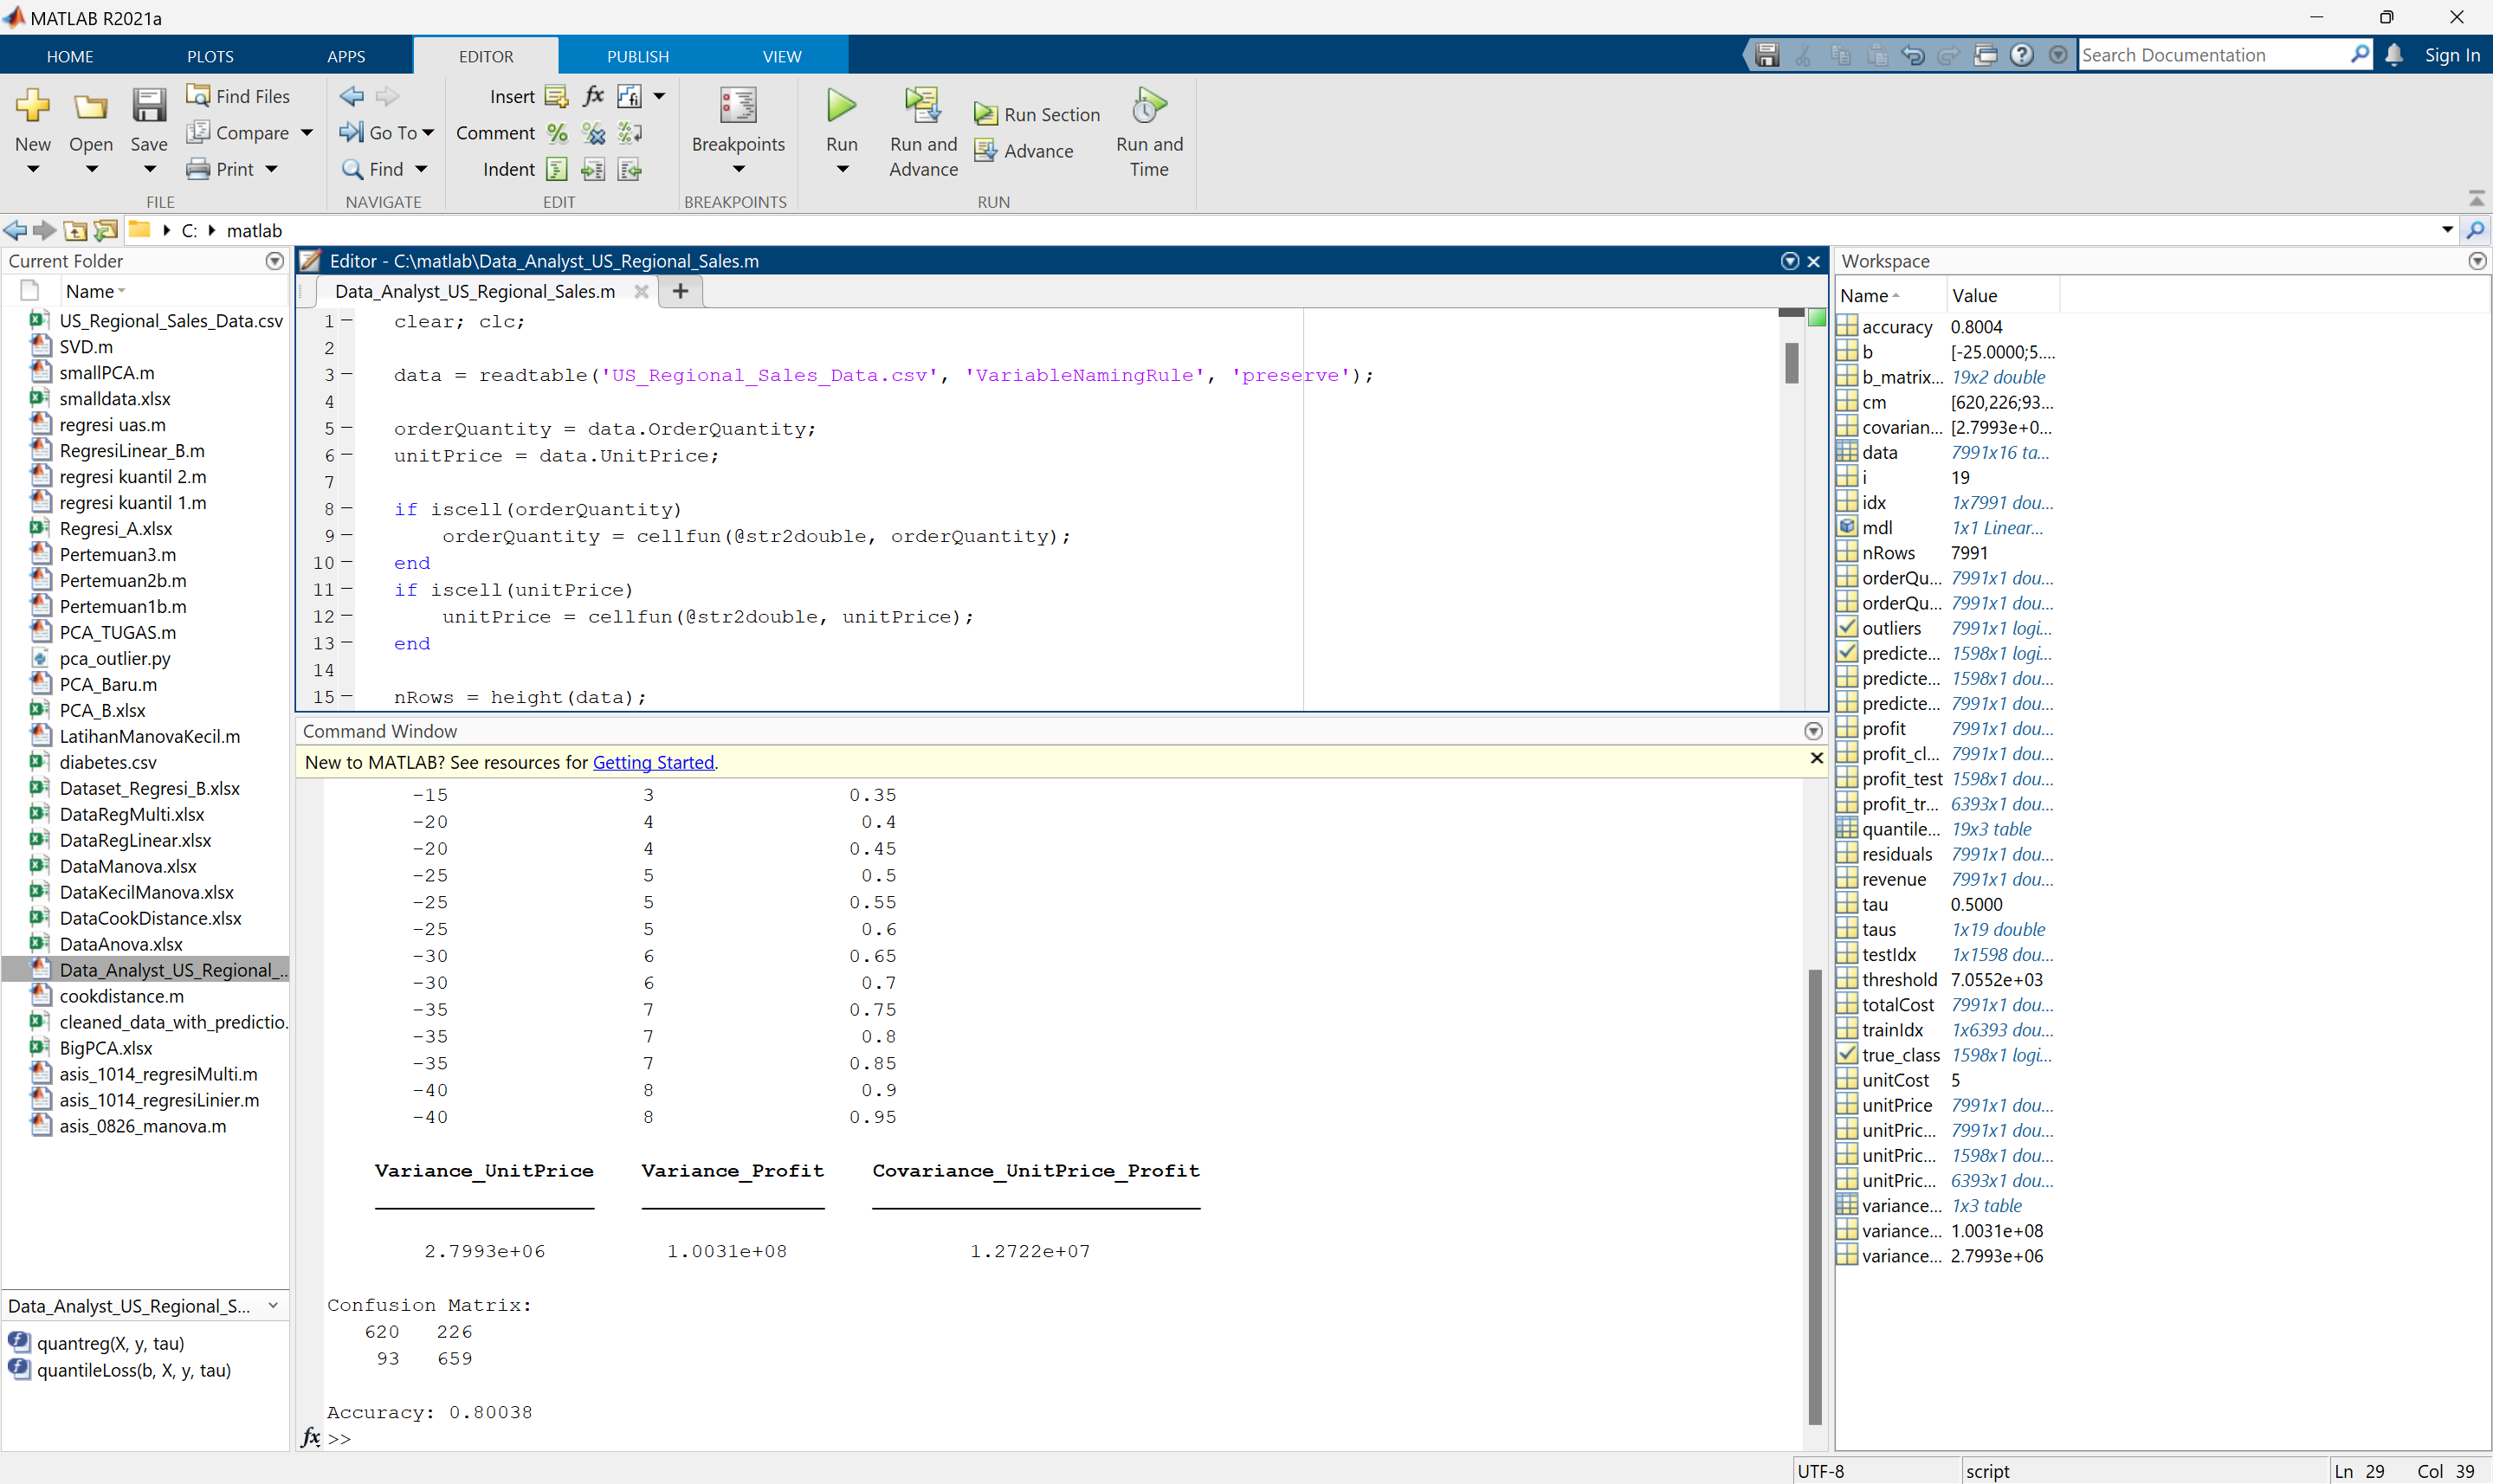 MATLAB R2021a
HOME PLOTS APPS EDITOR PUBLISH VIEW Search Documentation Sign In
New Open Save Find Files Compare Print
FILE
Go To Find
NAVIGATE
Insert fx fi
Comment
Indent
EDIT
Breakpoints
BREAKPOINTS
Run Run and Advance Run Section Advance Run and Time
RUN
C: matlab
Current Folder
Name
US_Regional_Sales_Data.csv
SVD.m
smallPCA.m
smalldata.xlsx
regresi uas.m
RegresiLinear_B.m
regresi kuantil 2.m
regresi kuantil 1.m
Regresi_A.xlsx
Pertemuan3.m
Pertemuan2b.m
Pertemuan1b.m
PCA_TUGAS.m
pca_outlier.py
PCA_Baru.m
PCA_B.xlsx
LatihanManovaKecil.m
diabetes.csv
Dataset_Regresi_B.xlsx
DataRegMulti.xlsx
DataRegLinear.xlsx
DataManova.xlsx
DataKecilManova.xlsx
DataCookDistance.xlsx
DataAnova.xlsx
Data_Analyst_US_Regional_...
cookdistance.m
cleaned_data_with_predictio.
BigPCA.xlsx
asis_1014_regresiMulti.m
asis_1014_regresiLinier.m
asis_0826_manova.m
Data_Analyst_US_Regional_S...
quantreg(X, y, tau)
quantileLoss(b, X, y, tau)
Editor - C:\matlab\Data_Analyst_US_Regional_Sales.m
Data_Analyst_US_Regional_Sales.m
1 clear; clc;
2
3 data = readtable('US_Regional_Sales_Data.csv', 'VariableNamingRule', 'preserve');
4
5 orderQuantity = data.OrderQuantity;
6 unitPrice = data.UnitPrice;
7
8 if iscell(orderQuantity)
9 orderQuantity = cellfun(@str2double, orderQuantity);
10 end
11 if iscell(unitPrice)
12 unitPrice = cellfun(@str2double, unitPrice);
13 end
14
15 nRows = height(data);
Command Window
New to MATLAB? See resources for Getting Started.
-15 3 0.35
-20 4 0.4
-20 4 0.45
-25 5 0.5
-25 5 0.55
-25 5 0.6
-30 6 0.65
-30 6 0.7
-35 7 0.75
-35 7 0.8
-35 7 0.85
-40 8 0.9
-40 8 0.95
Variance_UnitPrice Variance_Profit Covariance_UnitPrice_Profit
2.7993e+06 1.0031e+08 1.2722e+07
Confusion Matrix:
620 226
93 659
Accuracy: 0.80038
fx >>
Workspace
Name Value
accuracy 0.8004
b [-25.0000;5....
b_matrix... 19x2 double
cm [620,226;93...
covarian... [2.7993e+0...
data 7991x16 ta...
i 19
idx 1x7991 dou...
mdl 1x1 Linear...
nRows 7991
orderQu... 7991x1 dou...
orderQu... 7991x1 dou...
outliers 7991x1 logi...
predicte... 1598x1 logi...
predicte... 1598x1 dou...
predicte... 7991x1 dou...
profit 7991x1 dou...
profit_cl... 7991x1 dou...
profit_test 1598x1 dou...
profit_tr... 6393x1 dou...
quantile... 19x3 table
residuals 7991x1 dou...
revenue 7991x1 dou...
tau 0.5000
taus 1x19 double
testIdx 1x1598 dou...
threshold 7.0552e+03
totalCost 7991x1 dou...
trainIdx 1x6393 dou...
true_class 1598x1 logi...
unitCost 5
unitPrice 7991x1 dou...
unitPric... 7991x1 dou...
unitPric... 1598x1 dou...
unitPric... 6393x1 dou...
variance... 1x3 table
variance... 1.0031e+08
variance... 2.7993e+06
UTF-8 script Ln 29 Col 39